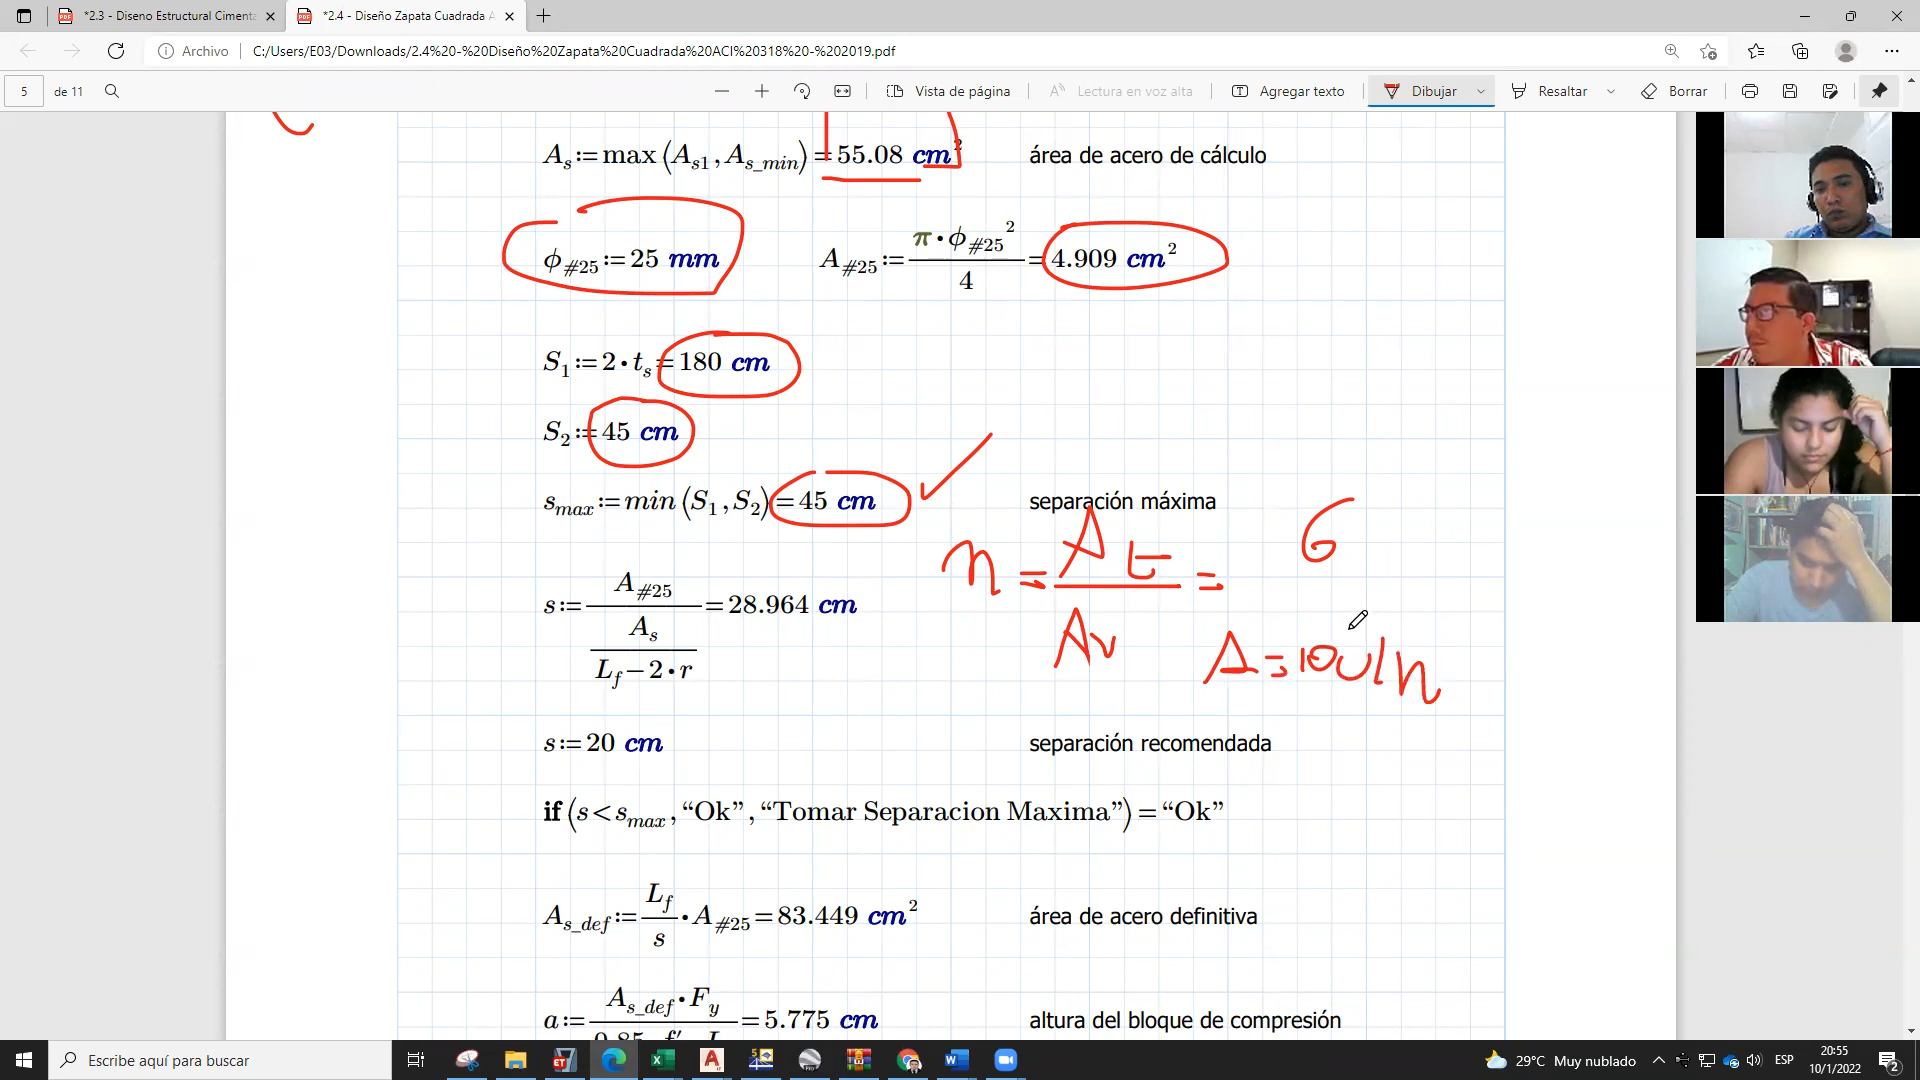 *2.3 - Diseno Estructural Cimenta
*2.4 - Diseño Zapata Cuadrada A
Archivo
C:/Users/E03/Downloads/2.4%20-%20Diseño%20Zapata%20Cuadrada%20ACI%20318%20-%202019.pdf
5 de 11
Vista de página
Lectura en voz alta
Agregar texto
Dibujar
Resaltar
Borrar
A_s := max (A_s1 , A_s_min) = 55.08 cm² área de acero de cálculo
ϕ_#25 := 25 mm A_#25 := π · ϕ_#25² / 4 = 4.909 cm²
S_1 := 2 · t_s = 180 cm
S_2 := 45 cm
s_max := min (S_1 , S_2) = 45 cm separación máxima
n = At / Av = 6
s := A_#25 / (A_s / (L_f − 2 · r)) = 28.964 cm
Δ = 100/n
s := 20 cm separación recomendada
if (s < s_max , “Ok” , “Tomar Separacion Maxima”) = “Ok”
A_s_def := L_f / s · A_#25 = 83.449 cm² área de acero definitiva
a := A_s_def · F_y / 0.85 f' L = 5.775 cm altura del bloque de compresión
Escribe aquí para buscar
29°C Muy nublado
ESP
20:55
10/1/2022
2